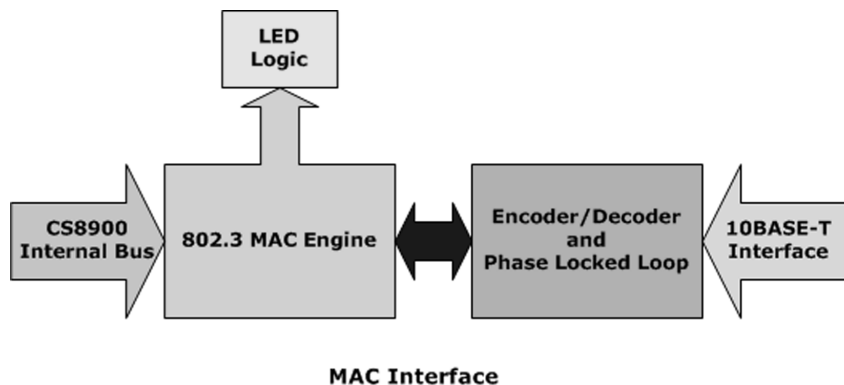 LED
Logic
CS8900
Internal Bus
802.3 MAC Engine
Encoder/Decoder
and
Phase Locked Loop
10BASE-T
Interface
MAC Interface